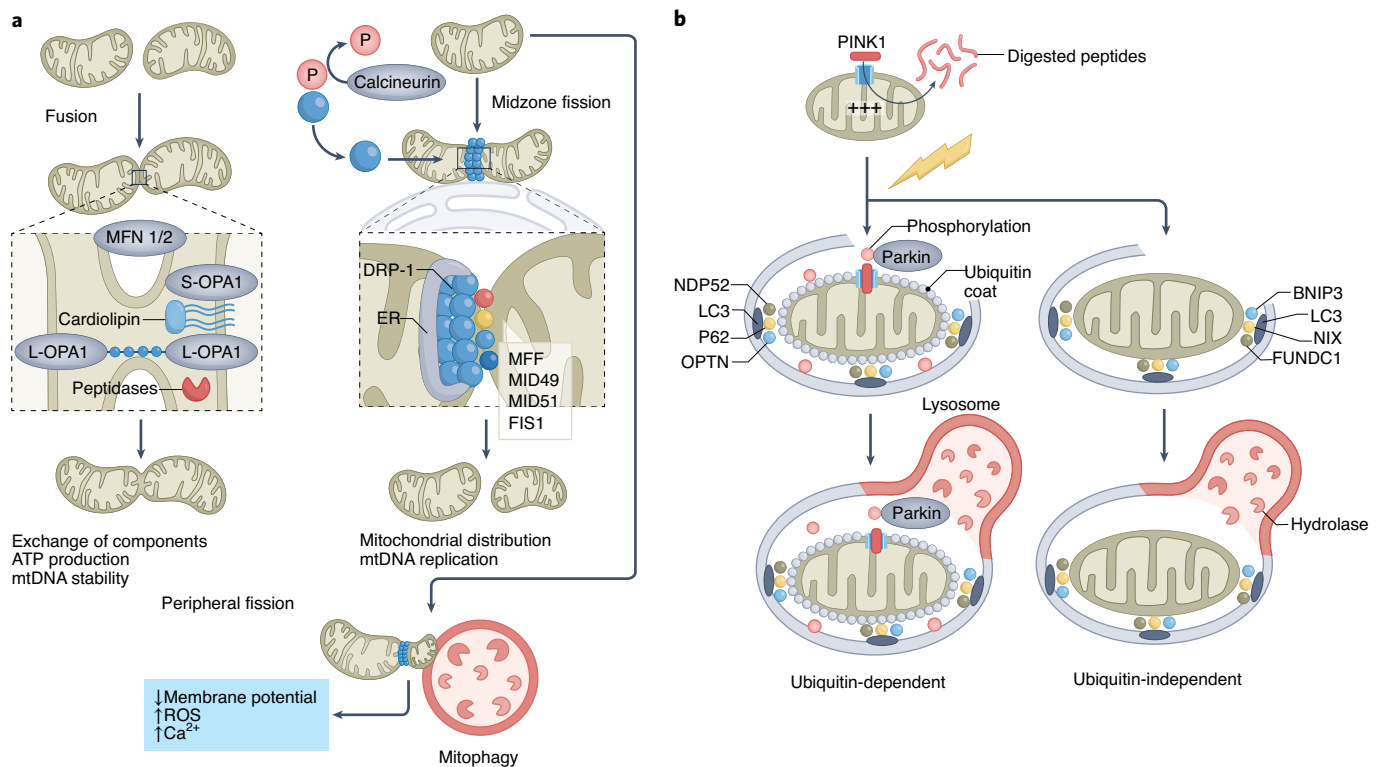 a
Fusion
MFN 1/2
S-OPA1
Cardiolipin
L-OPA1
L-OPA1
Peptidases
Exchange of components
ATP production
mtDNA stability
P
P
Calcineurin
Midzone fission
DRP-1
ER
MFF
MID49
MID51
FIS1
Mitochondrial distribution
mtDNA replication
Peripheral fission
↓Membrane potential
↑ROS
↑Ca²⁺
Mitophagy
b
PINK1
Digested peptides
+++
Phosphorylation
Parkin
Ubiquitin
coat
NDP52
LC3
P62
OPTN
BNIP3
LC3
NIX
FUNDC1
Lysosome
Parkin
Hydrolase
Ubiquitin-dependent
Ubiquitin-independent